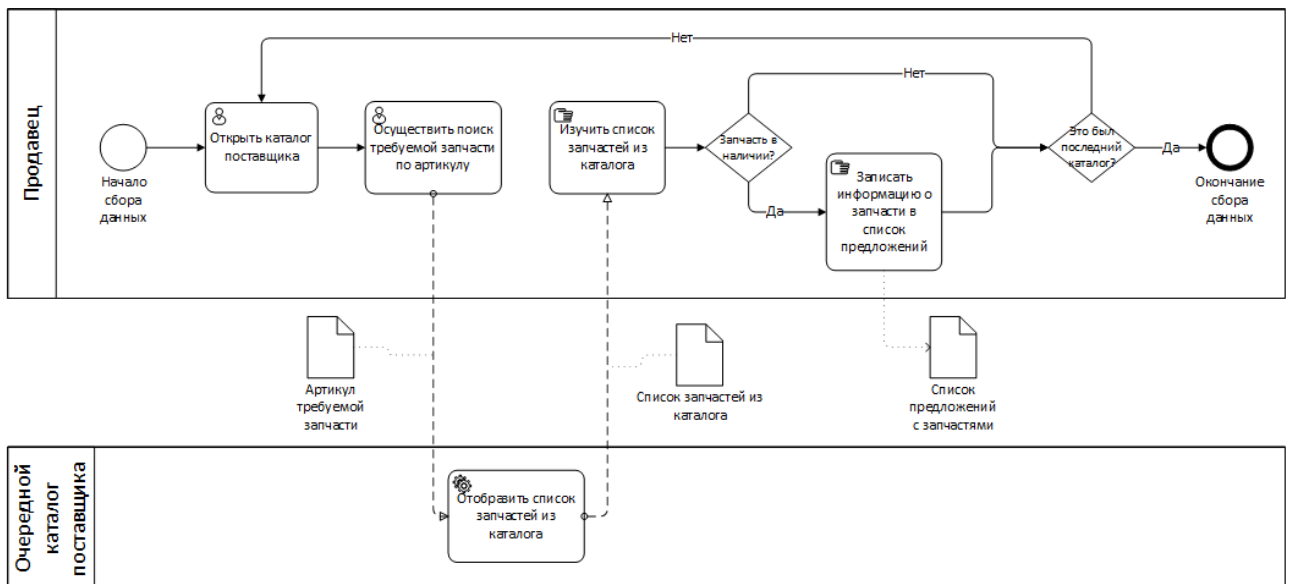 Нет
Продавец
Начало
сбора
данных
Открыть каталог
поставщика
Осуществить поиск
требуемой запчасти
по артикулу
Изучить список
запчастей из
каталога
Запчасть в
наличии?
Нет
Да
Записать
информацию о
запчасти в
список
предложений
Это был
последний
каталог?
Да
Окончание
сбора
данных
Артикул
требуемой
запчасти
Список запчастей из
каталога
Список
предложений
с запчастями
Очередной
каталог
поставщика
Отобразить список
запчастей из
каталога